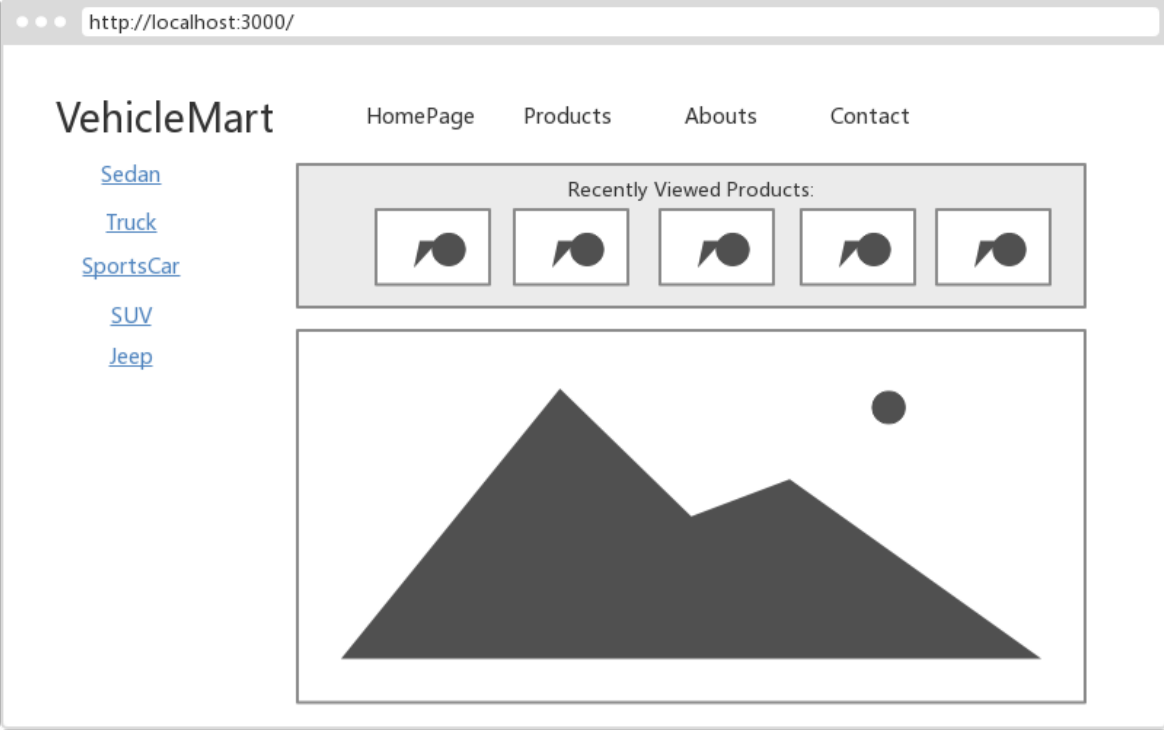 http://localhost:3000/
VehicleMart
HomePage Products Abouts Contact
Sedan
Truck
SportsCar
SUV
Jeep
Recently Viewed Products: